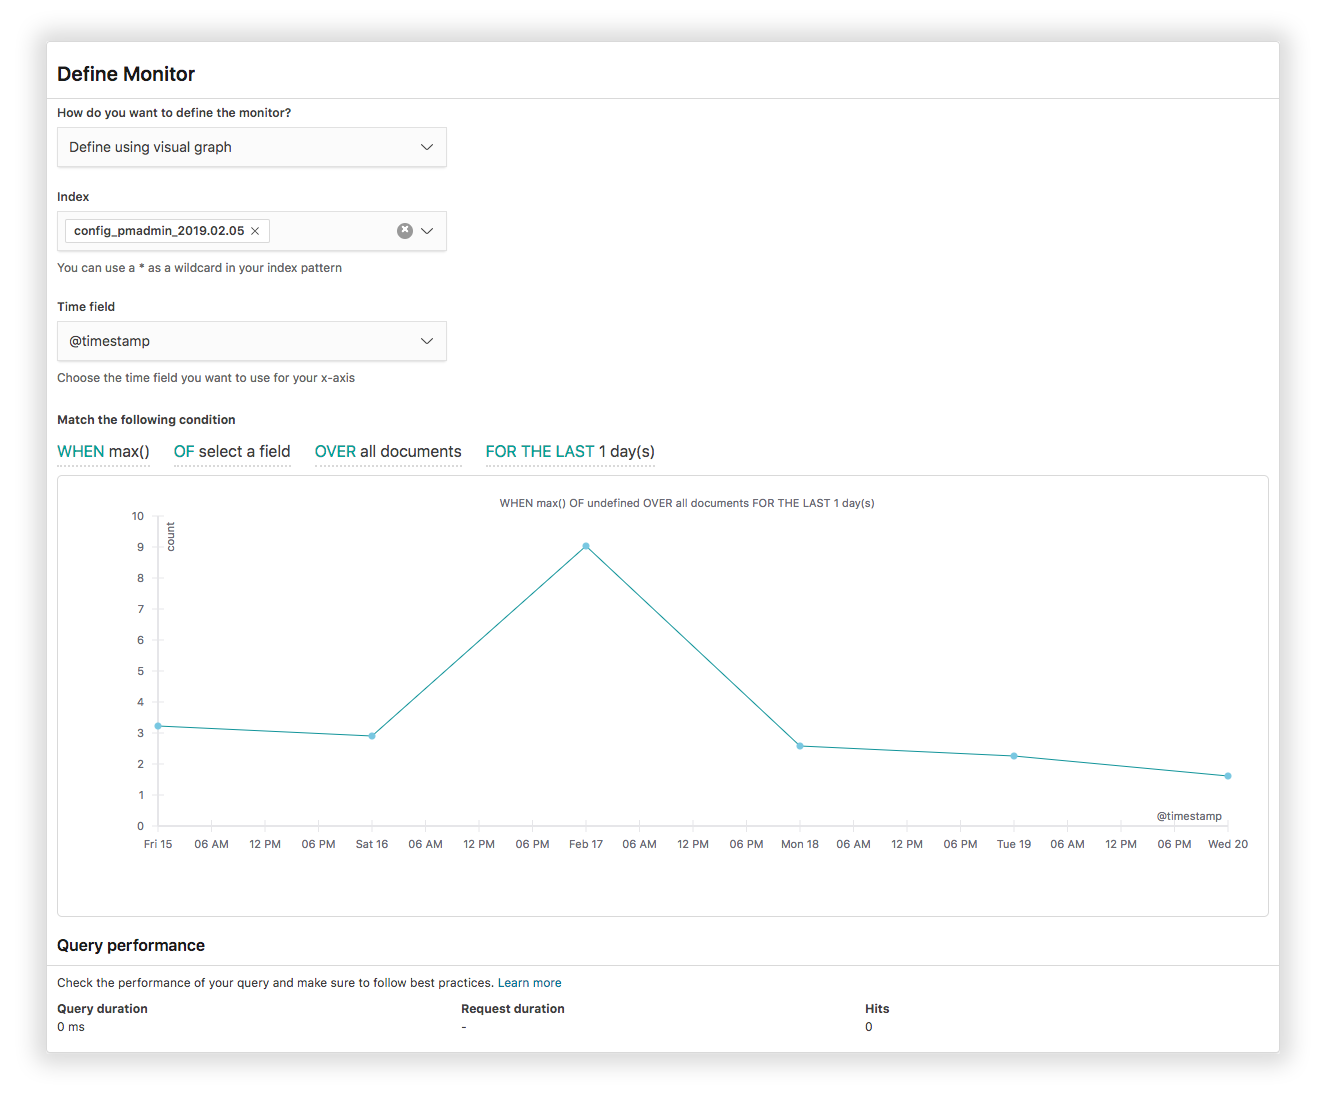 Define Monitor
How do you want to define the monitor?
Define using visual graph
Index
config_pmadmin_2019.02.05
You can use a * as a wildcard in your index pattern
Time field
@timestamp
Choose the time field you want to use for your x-axis
Match the following condition
WHEN max() OF select a field OVER all documents FOR THE LAST 1 day(s)
WHEN max() OF undefined OVER all documents FOR THE LAST 1 day(s)
count
10
9
8
7
6
5
4
3
2
1
0
@timestamp
Fri 15 06 AM 12 PM 06 PM Sat 16 06 AM 12 PM 06 PM Feb 17 06 AM 12 PM 06 PM Mon 18 06 AM 12 PM 06 PM Tue 19 06 AM 12 PM 06 PM Wed 20
Query performance
Check the performance of your query and make sure to follow best practices. Learn more
Query duration Request duration Hits
0 ms - 0